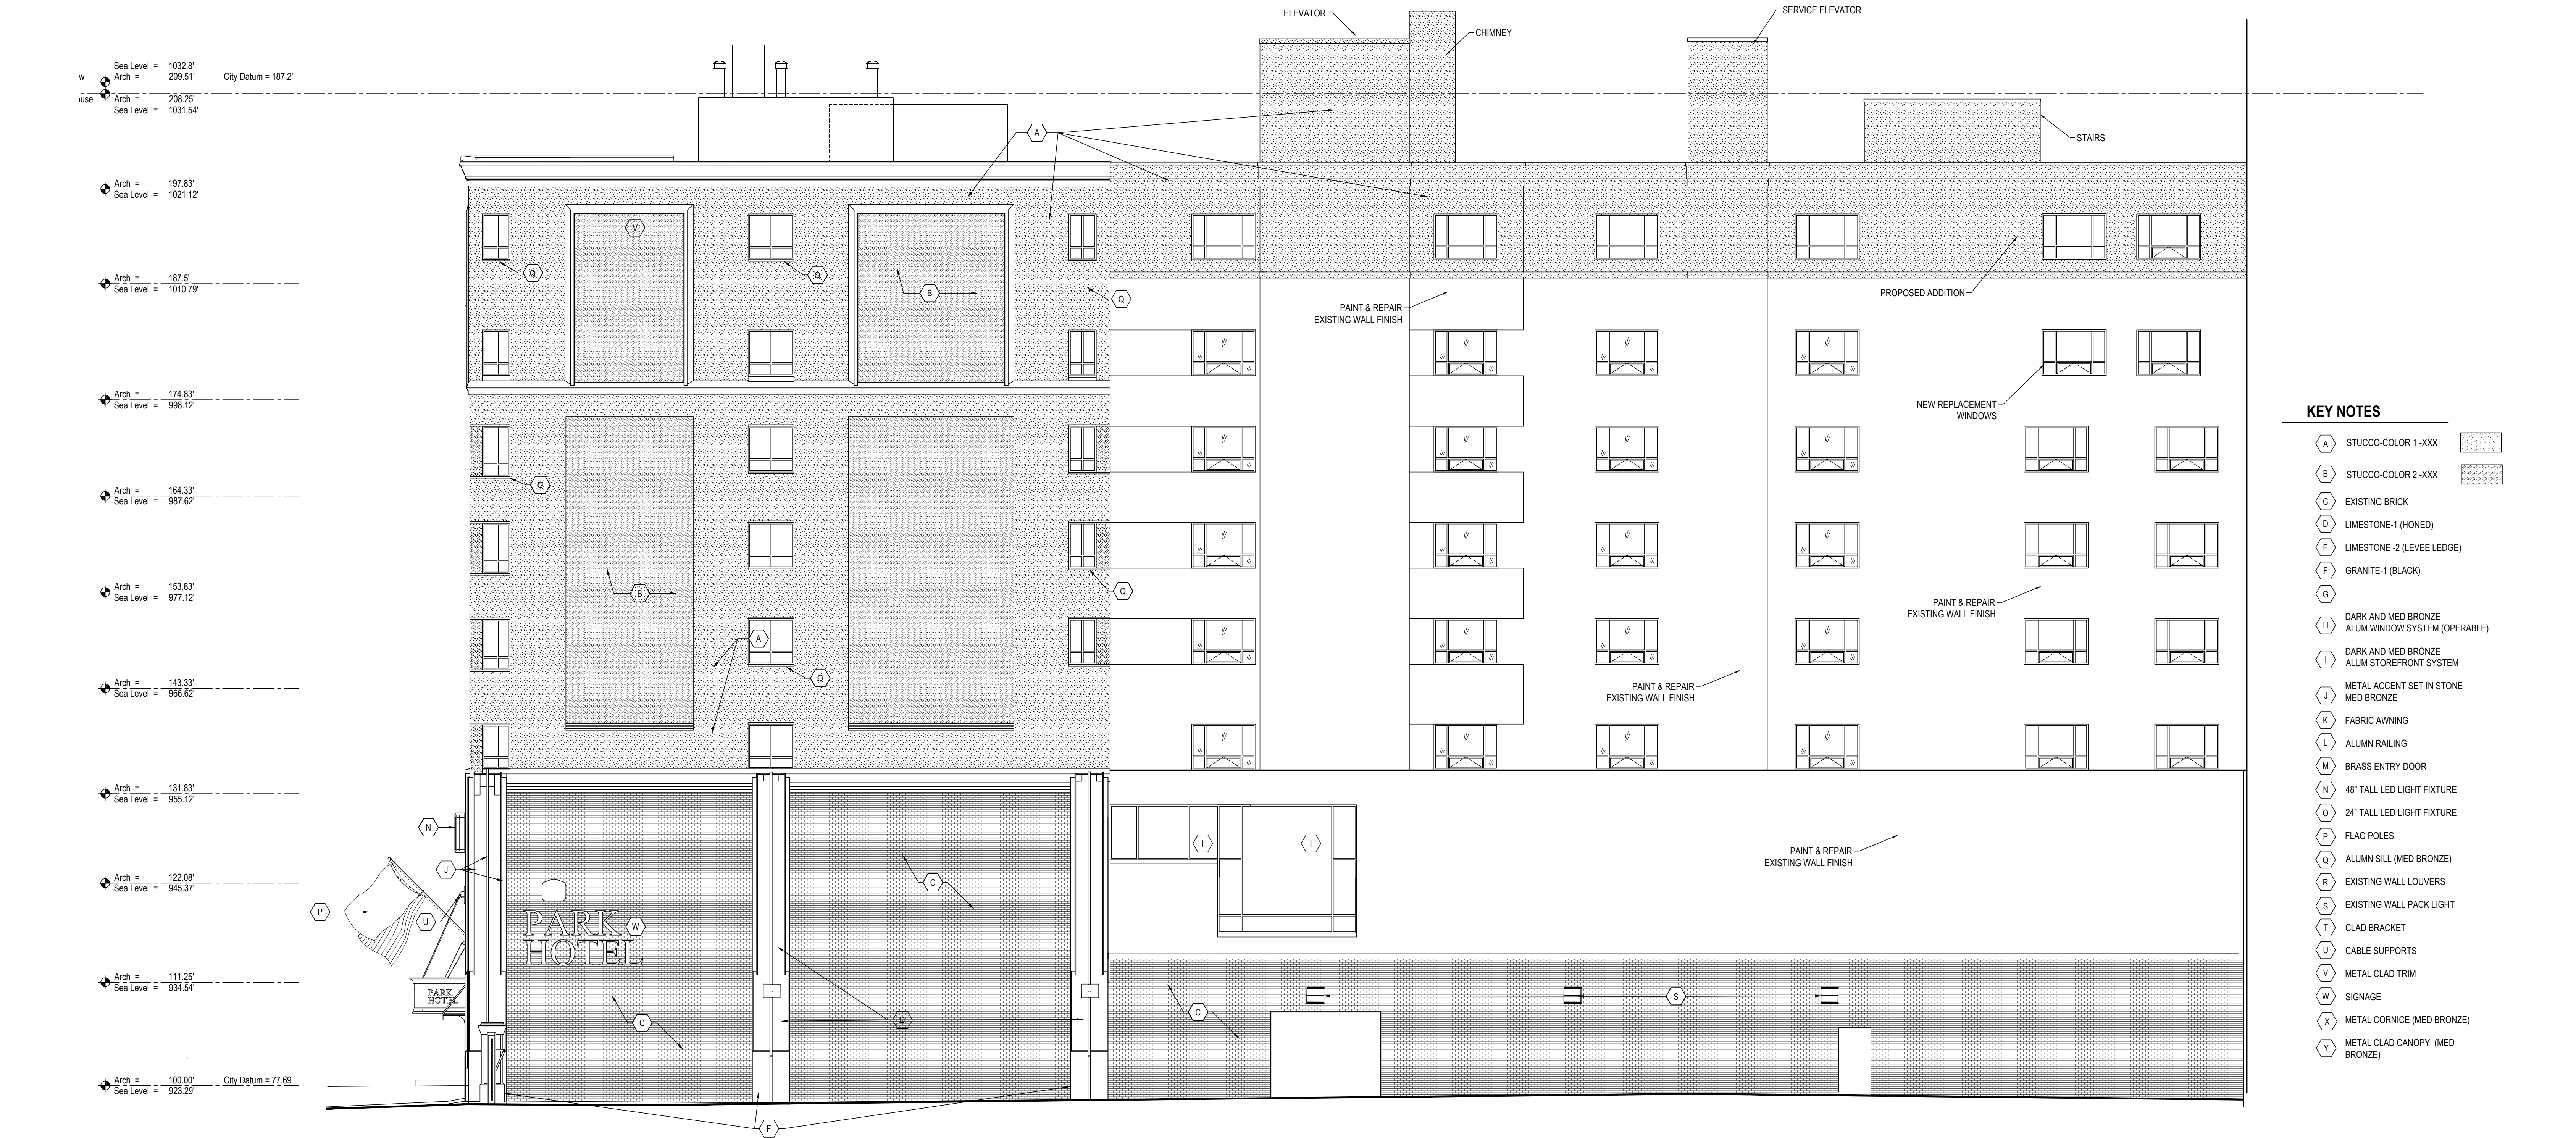 ELEVATOR
SERVICE ELEVATOR
CHIMNEY
STAIRS
Sea Level = 1032.8'
w Arch = 209.51' City Datum = 187.2'
Arch = 208.25'
Sea Level = 1031.54'
Arch = 197.83'
Sea Level = 1021.12'
Arch = 187.5'
Sea Level = 1010.79'
Arch = 174.83'
Sea Level = 998.12'
Arch = 164.33'
Sea Level = 987.62'
Arch = 153.83'
Sea Level = 977.12'
Arch = 143.33'
Sea Level = 966.62'
Arch = 131.83'
Sea Level = 955.12'
Arch = 122.08'
Sea Level = 945.37'
Arch = 111.25'
Sea Level = 934.54'
Arch = 100.00' City Datum = 77.69
Sea Level = 923.29'
A
V
Q
Q
B
Q
PROPOSED ADDITION
PAINT & REPAIR
EXISTING WALL FINISH
NEW REPLACEMENT
WINDOWS
Q
B
Q
PAINT & REPAIR
EXISTING WALL FINISH
A
Q
PAINT & REPAIR
EXISTING WALL FINISH
N
I
I
PAINT & REPAIR
EXISTING WALL FINISH
J
C
P
U
PARK
HOTEL
W
PARK
HOTEL
S
C
D
C
F
KEY NOTES
A STUCCO-COLOR 1 -XXX
B STUCCO-COLOR 2 -XXX
C EXISTING BRICK
D LIMESTONE-1 (HONED)
E LIMESTONE -2 (LEVEE LEDGE)
F GRANITE-1 (BLACK)
G
H DARK AND MED BRONZE
ALUM WINDOW SYSTEM (OPERABLE)
I DARK AND MED BRONZE
ALUM STOREFRONT SYSTEM
J METAL ACCENT SET IN STONE
MED BRONZE
K FABRIC AWNING
L ALUMN RAILING
M BRASS ENTRY DOOR
N 48" TALL LED LIGHT FIXTURE
O 24" TALL LED LIGHT FIXTURE
P FLAG POLES
Q ALUMN SILL (MED BRONZE)
R EXISTING WALL LOUVERS
S EXISTING WALL PACK LIGHT
T CLAD BRACKET
U CABLE SUPPORTS
V METAL CLAD TRIM
W SIGNAGE
X METAL CORNICE (MED BRONZE)
Y METAL CLAD CANOPY (MED
BRONZE)